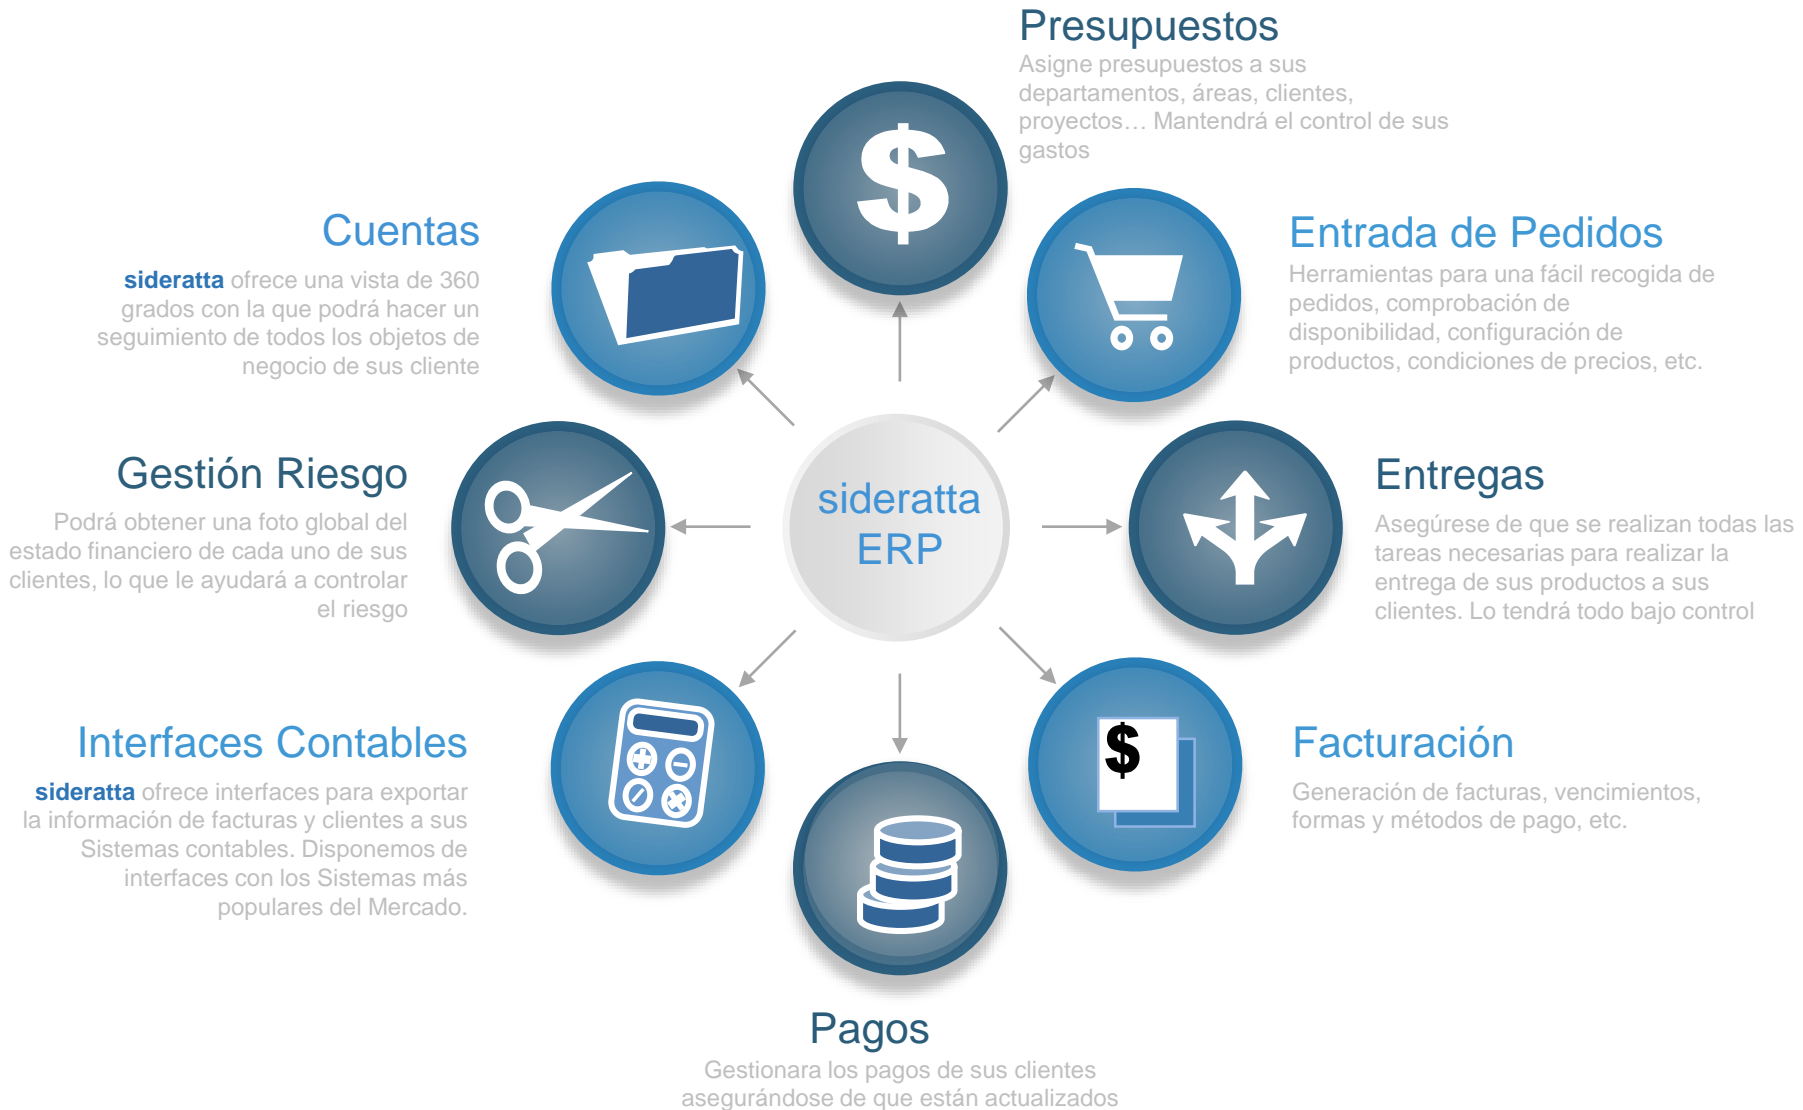 Presupuestos
Asigne presupuestos a sus
departamentos, áreas, clientes,
proyectos… Mantendrá el control de sus
gastos
$
Cuentas
sideratta ofrece una vista de 360
grados con la que podrá hacer un
seguimiento de todos los objetos de
negocio de sus cliente
Entrada de Pedidos
Herramientas para una fácil recogida de
pedidos, comprobación de
disponibilidad, configuración de
productos, condiciones de precios, etc.
Gestión Riesgo
Podrá obtener una foto global del
estado financiero de cada uno de sus
clientes, lo que le ayudará a controlar
el riesgo
sideratta
ERP
Entregas
Asegúrese de que se realizan todas las
tareas necesarias para realizar la
entrega de sus productos a sus
clientes. Lo tendrá todo bajo control
Interfaces Contables
sideratta ofrece interfaces para exportar
la información de facturas y clientes a sus
Sistemas contables. Disponemos de
interfaces con los Sistemas más
populares del Mercado.
$
Facturación
Generación de facturas, vencimientos,
formas y métodos de pago, etc.
Pagos
Gestionara los pagos de sus clientes
asegurándose de que están actualizados